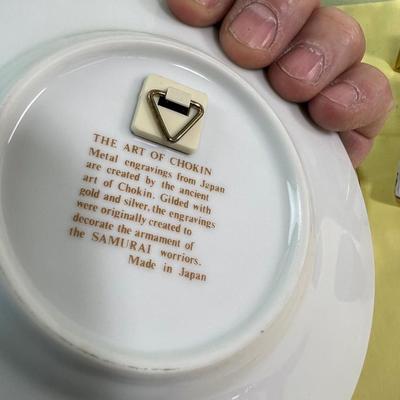 THE ART OF CHOKIN
Metal engravings from Japan
are created by the ancient
art of Chokin. Gilded with
gold and silver, the engravings
were originally created to
decorate the armament of
the SAMURAI worriors.
Made in Japan